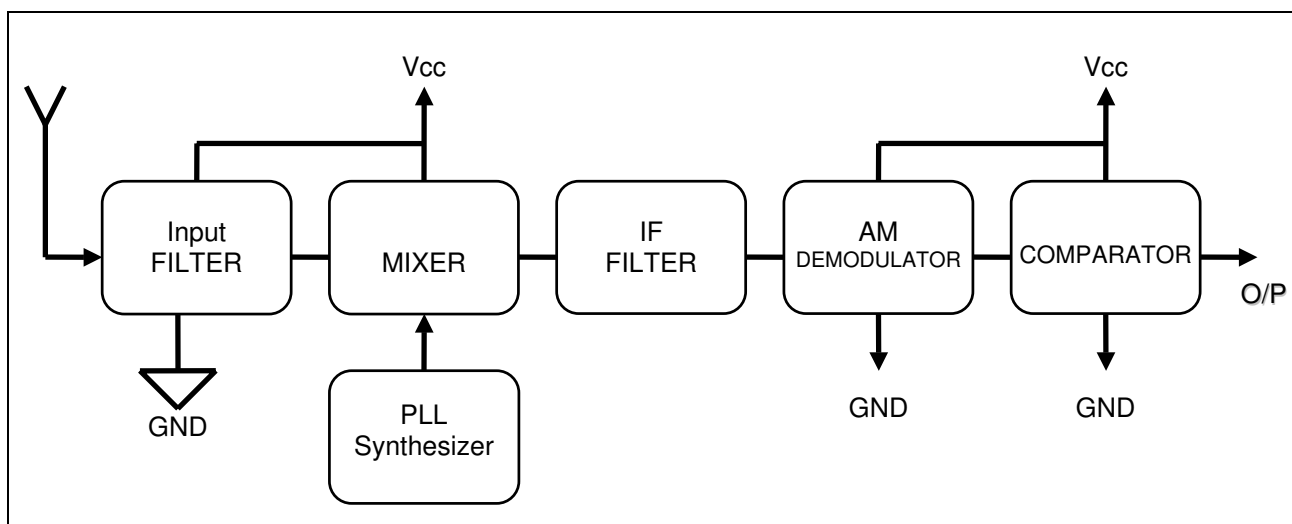 Vcc
Vcc
Input
FILTER
MIXER
IF
FILTER
AM
DEMODULATOR
COMPARATOR
O/P
GND
PLL
Synthesizer
GND
GND